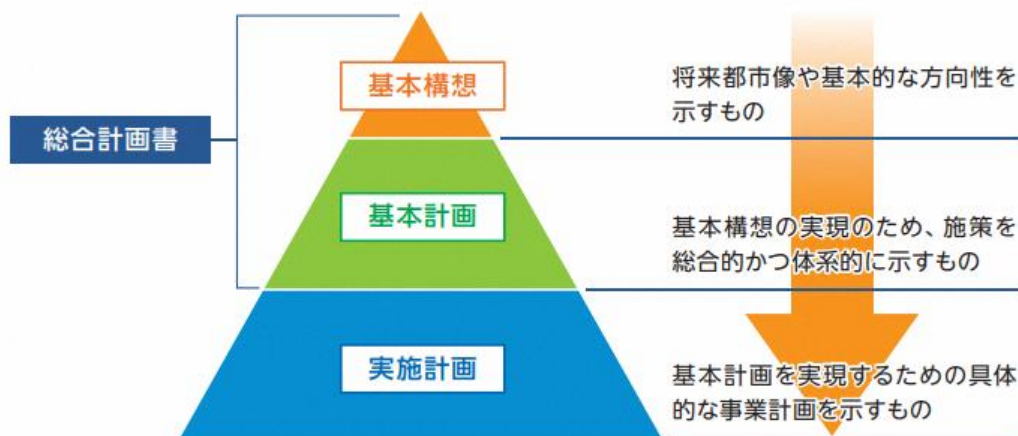 総合計画書
基本構想
将来都市像や基本的な方向性を
示すもの
基本計画
基本構想の実現のため、施策を
総合的かつ体系的に示すもの
実施計画
基本計画を実現するための具体
的な事業計画を示すもの